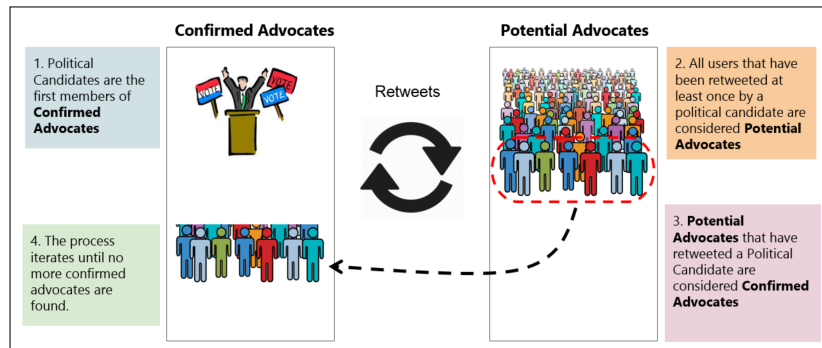 Confirmed Advocates
Potential Advocates
1. Political
Candidates are the
first members of
Confirmed
Advocates
VOTE
VOTE
VOTE
Retweets
2. All users that have
been retweeted at
least once by a
political candidate are
considered Potential
Advocates
4. The process
iterates until no
more confirmed
advocates are
found.
3. Potential
Advocates that have
retweeted a Political
Candidate are
considered Confirmed
Advocates